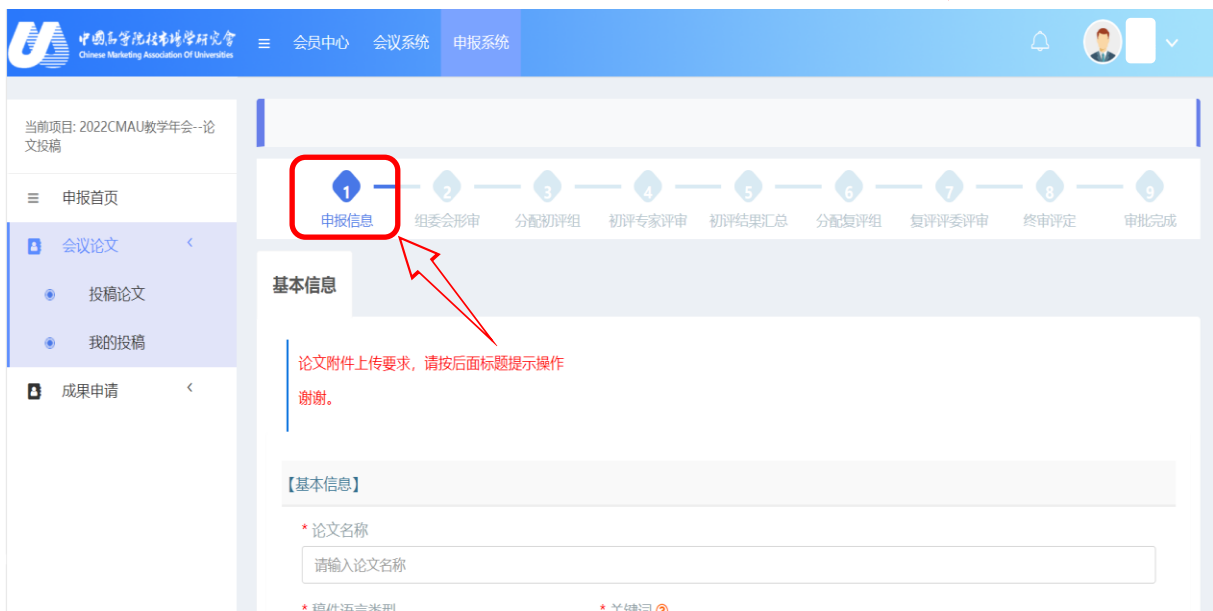 中国高等院校市场学研究会
Chinese Marketing Association Of Universities
会员中心 会议系统 申报系统
当前项目: 2022CMAU教学年会--论
文投稿
申报首页
会议论文
投稿论文
我的投稿
成果申请
1 2 3 4 5 6 7 8 9
申报信息 组委会形审 分配初评组 初评专家评审 初评结果汇总 分配复评组 复评评委评审 终审评定 审批完成
基本信息
论文附件上传要求，请按后面标题提示操作
谢谢。
【基本信息】
* 论文名称
请输入论文名称
* 稿件语言类型 * 关键词